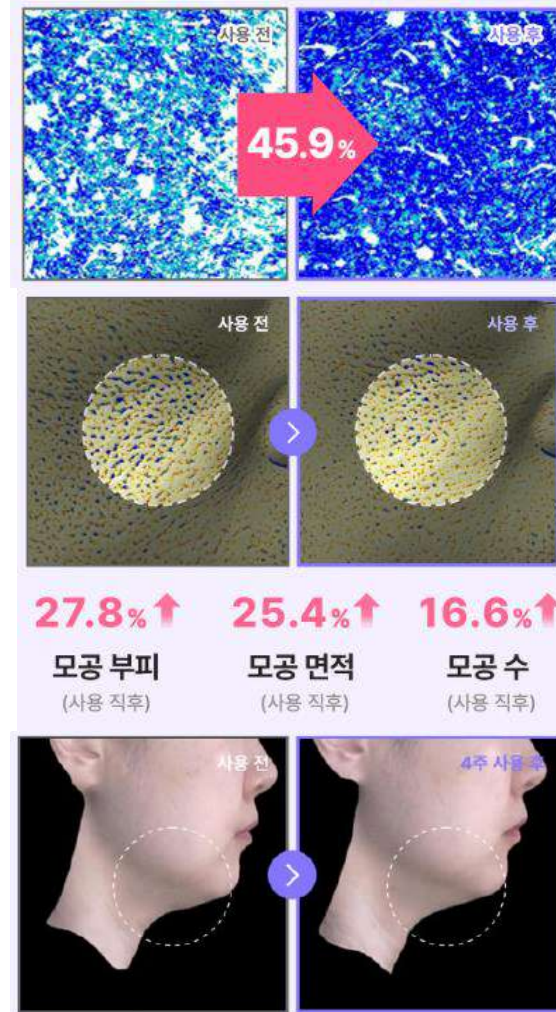 사용 전
사용 후
45.9%
사용 전
사용 후
27.8%↑ 25.4%↑ 16.6%↑
모공 부피 모공 면적 모공 수
(사용 직후) (사용 직후) (사용 직후)
사용 전
4주 사용 후